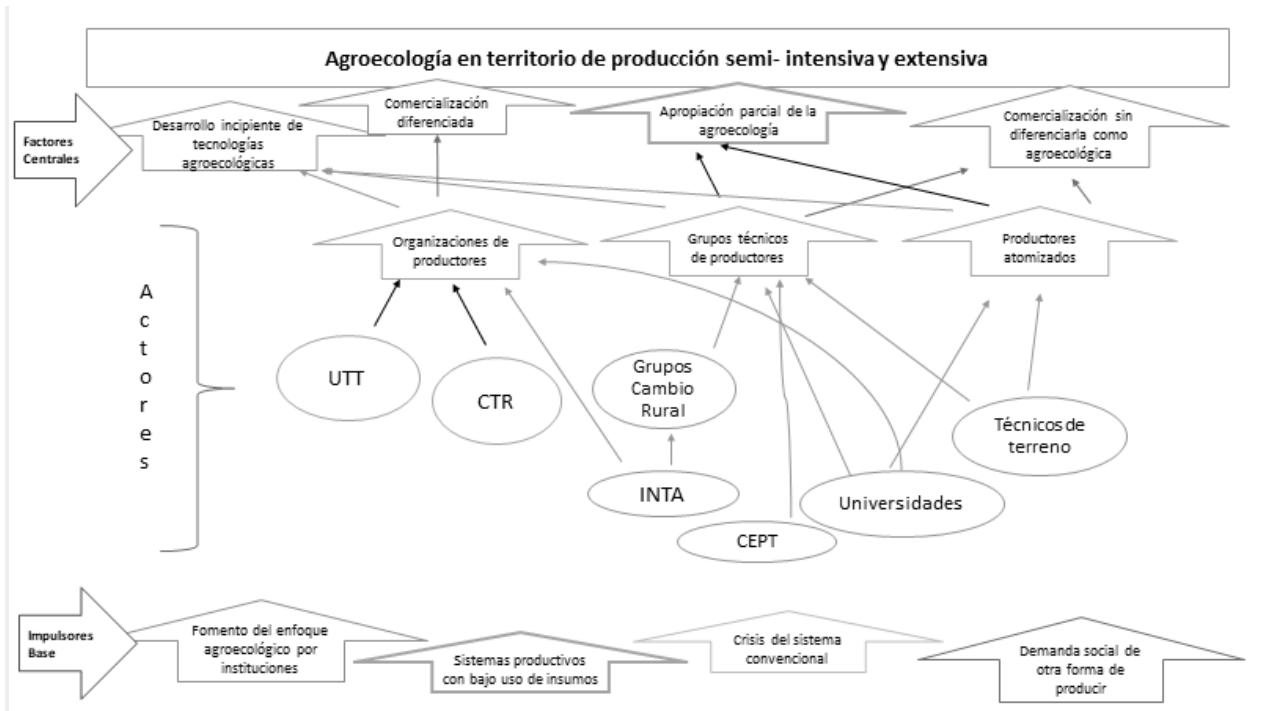 Agroecología en territorio de producción semi- intensiva y extensiva
Factores
Centrales
Desarrollo incipiente de
tecnologías
agroecológicas
Comercialización
diferenciada
Apropiación parcial de la
agroecología
Comercialización sin
diferenciarla como
agroecológica
Actores
Organizaciones de
productores
Grupos técnicos
de productores
Productores
atomizados
UTT
CTR
Grupos
Cambio
Rural
Técnicos de
terreno
INTA
Universidades
CEPT
Impulsores
Base
Fomento del enfoque
agroecológico por
instituciones
Sistemas productivos
con bajo uso de insumos
Crisis del sistema
convencional
Demanda social de
otra forma de
producir